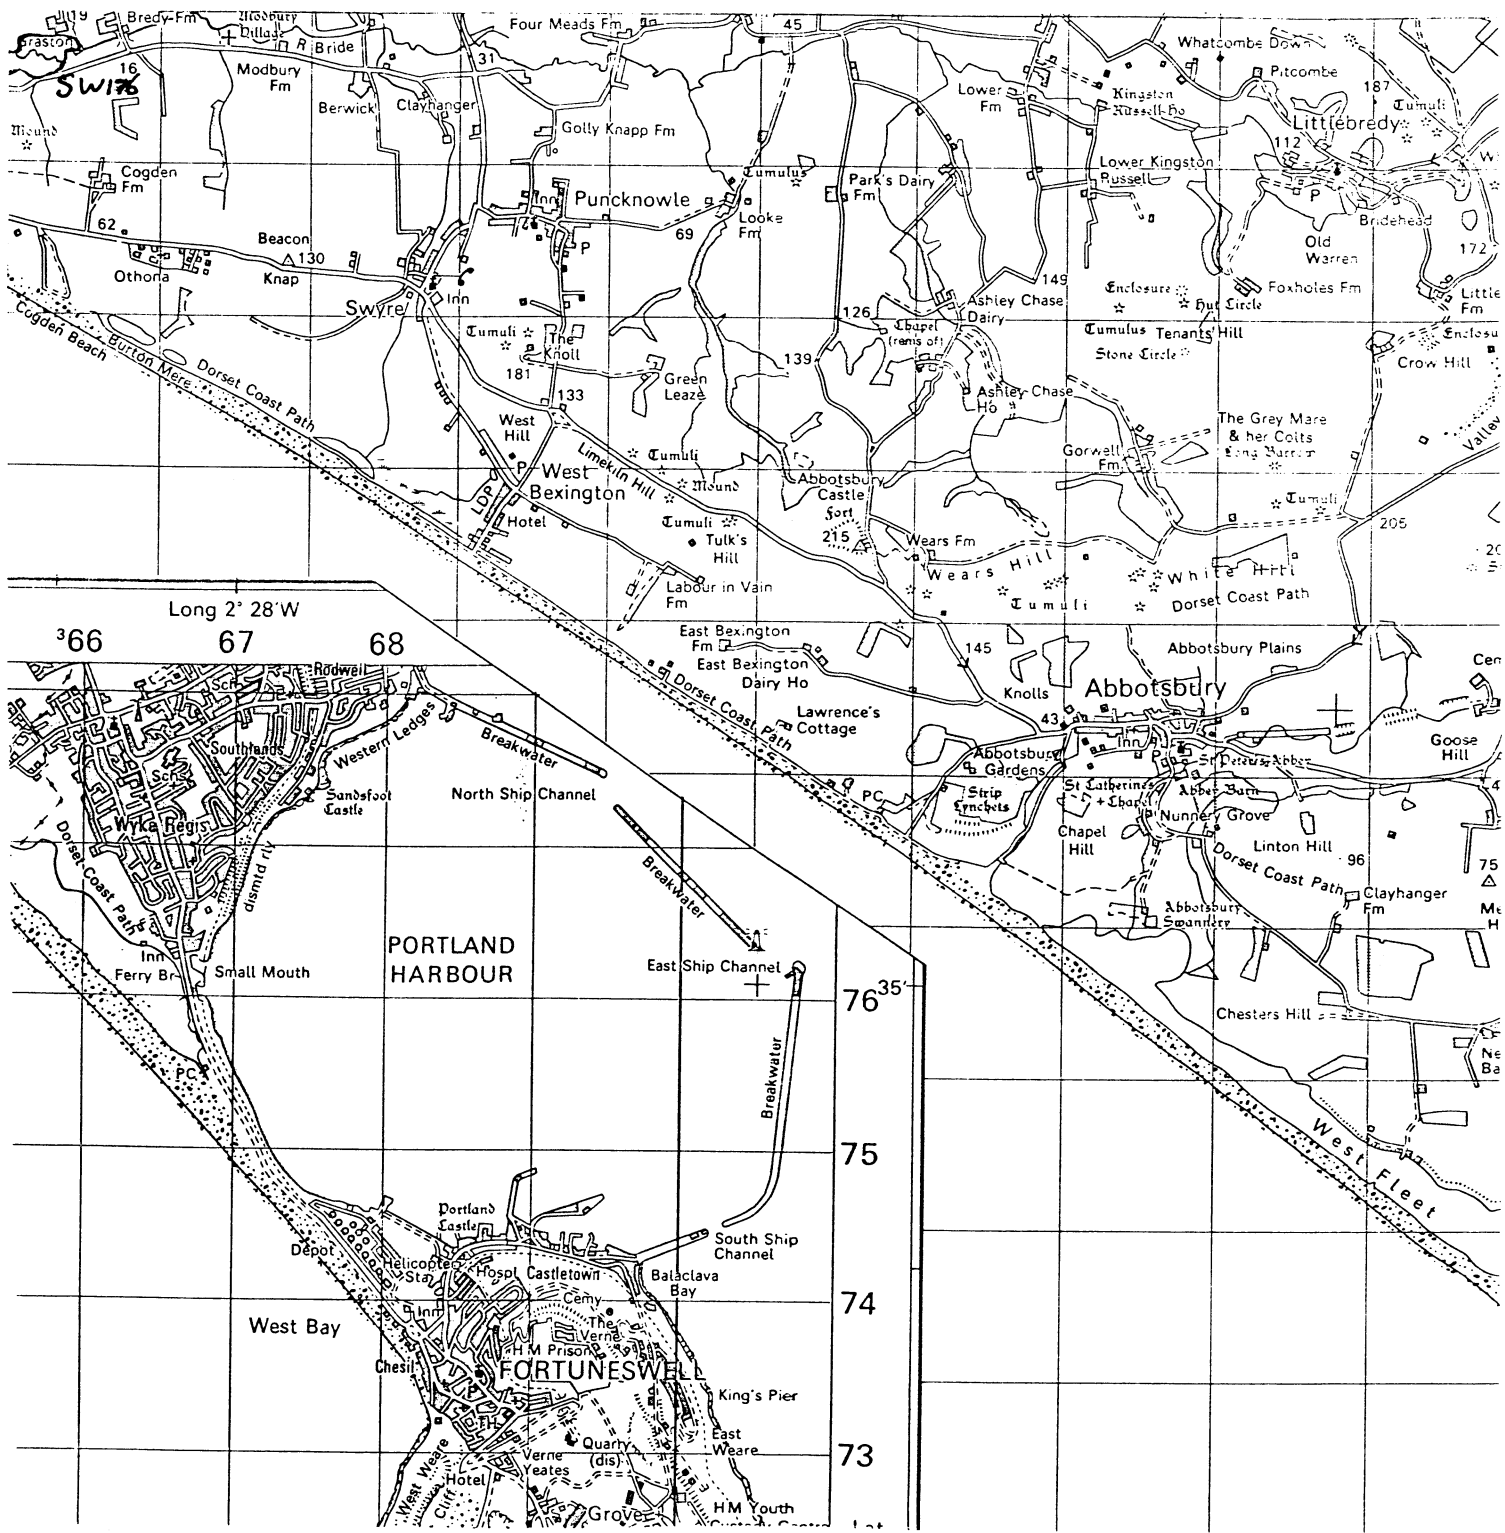 19
Bredy Fm
Modbury
Village
Graston
R Bride
16
SW176
Modbury
Fm
Mound
Cogden
Fm
62
Othona
Beacon
130
Knap
Berwick
Clayhanger
31
Four Meads Fm
45
Golly Knapp Fm
Inn
Puncknowle
P
69
Tumulus
Looke
Fm
Park's Dairy
Fm
Lower
Fm
Whatcombe Down
Pitcombe
Kingston
Russell Ho
187
Tumuli
Littlebredy
112
P
Bridehead
Lower Kingston
Russell
Old
Warren
172
149
Foxholes Fm
Little
Fm
Enclosure
Hut Circle
Tumulus
Tenants Hill
Stone Circle
Crow Hill
Swyre
Inn
Tumuli
The
Knoll
181
133
Green
Leaze
126
139
Chapel
(rems of)
Ashley Chase
Dairy
Ashley Chase
Ho
Cogden Beach
Burton Mere
Dorset Coast Path
West
Hill
P
West
Bexington
LDP
Hotel
Limekiln Hill
Tumuli
Mound
Tumuli
Tulk's
Hill
Labour in Vain
Fm
Abbotsbury
Castle
Fort
215
Wears Fm
Wears Hill
Tumuli
Gorwell
Fm
The Grey Mare
& her Colts
Long Barrow
Tumuli
Valley
205
White Hill
Dorset Coast Path
East Bexington
Fm
East Bexington
Dairy Ho
Dorset Coast Path
Lawrence's
Cottage
145
Knolls
Abbotsbury Plains
Abbotsbury
43
Inn
P
Abbotsbury
Gardens
Strip
Lynchets
PC
St Catherine's
Chapel
Chapel
Hill
St Peter's Abbey
Abbey Barn
Nunnery Grove
Linton Hill
Goose
Hill
96
75
Dorset Coast Path
Clayhanger
Fm
Abbotsbury
Swannery
Chesters Hill
West Fleet
Long 2° 28'W
366
67
68
Rodwell
Sch
Southlands
Schs
Wyke Regis
Western Ledges
Sandsfoot
Castle
Dorset Coast Path
dismtd rly
Breakwater
North Ship Channel
Breakwater
Inn
Ferry Br
Small Mouth
PORTLAND
HARBOUR
East Ship Channel
76
35'
Breakwater
PC
75
Portland
Castle
Depot
Helicopter
Sta
Hospl
Castletown
South Ship
Channel
Balaclava
Bay
74
West Bay
Inn
Cemy
The
Verne
H M Prison
Chesil
FORTUNESWELL
King's Pier
TH
East
Weare
Quarry
(dis)
Verne
Yeates
73
West Weare
Cliff
Hotel
Grove
H M Youth
Custody Centre
Lat